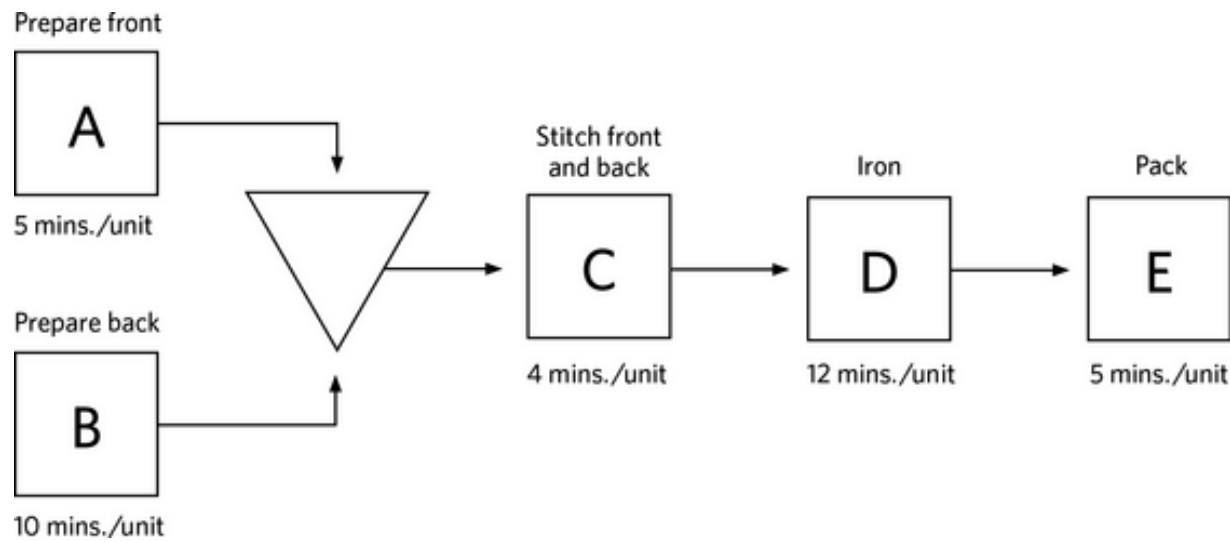 Prepare front
A
5 mins./unit
Prepare back
B
10 mins./unit
Stitch front
and back
C
4 mins./unit
Iron
D
12 mins./unit
Pack
E
5 mins./unit